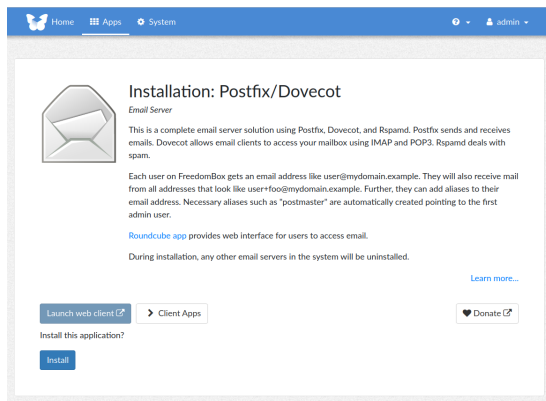 Home Apps System admin
Installation: Postfix/Dovecot
Email Server
This is a complete email server solution using Postfix, Dovecot, and Rspamd. Postfix sends and receives
emails. Dovecot allows email clients to access your mailbox using IMAP and POP3. Rspamd deals with
spam.
Each user on FreedomBox gets an email address like user@mydomain.example. They will also receive mail
from all addresses that look like user+foo@mydomain.example. Further, they can add aliases to their
email address. Necessary aliases such as "postmaster" are automatically created pointing to the first
admin user.
Roundcube app provides web interface for users to access email.
During installation, any other email servers in the system will be uninstalled.
Learn more...
Launch web client Client Apps Donate
Install this application?
Install